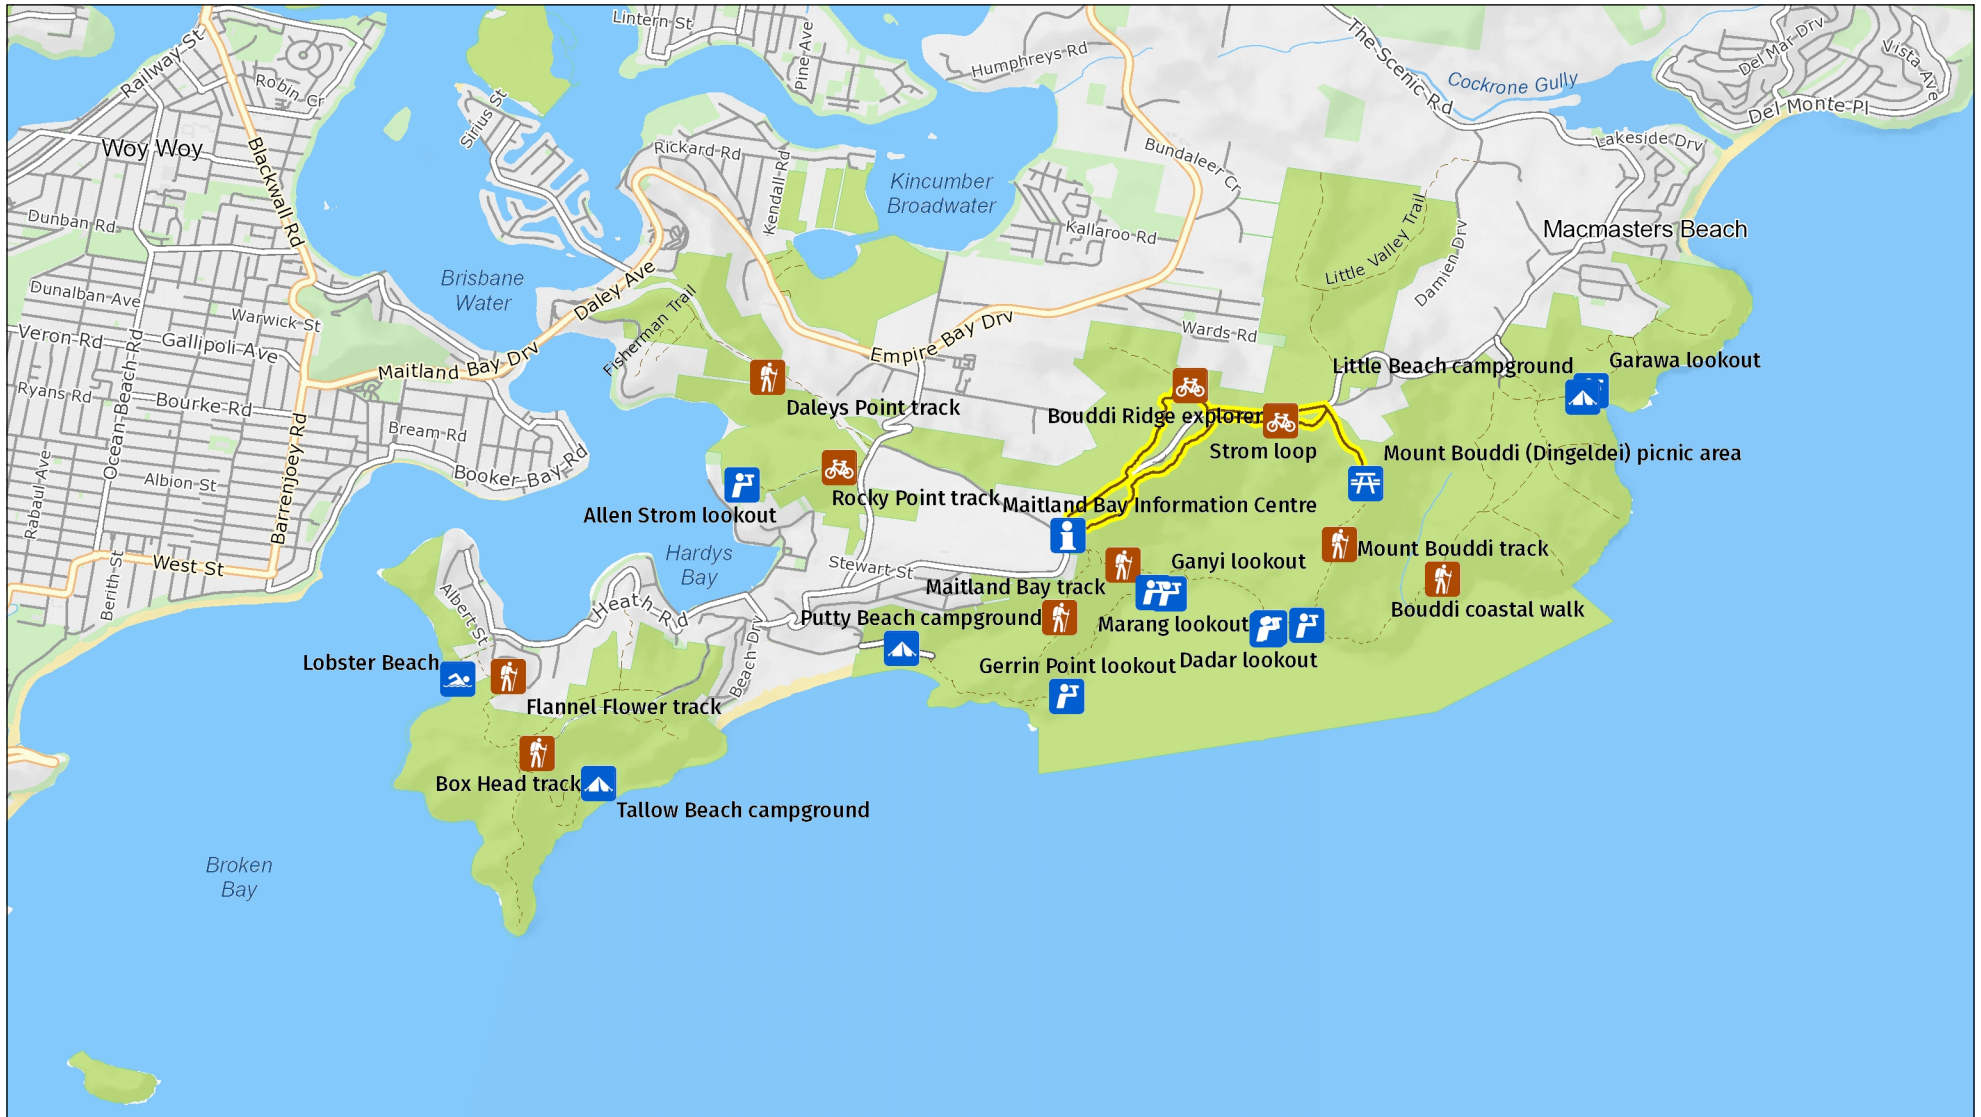 Lintern St
Railway St
Robin Cr
Pine Ave
Humphreys Rd
The Scenic Rd
Del Mar Drv
Vista Ave
Cockrone Gully
Del Monte Pl
Sirius St
Woy Woy
Blackwall Rd
Rickard Rd
Kendall Rd
Bundaleer Cr
Lakeside Drv
Kincumber
Broadwater
Dunban Rd
Kallaroo Rd
Little Valley Trail
Damien Drv
Macmasters Beach
Brisbane
Water
Dunalban Ave
Daley Ave
Fisherman Trail
Warwick St
Veron Rd
Gallipoli Ave
Ocean Beach Rd
Maitland Bay Drv
Empire Bay Drv
Wards Rd
Little Beach campground
Garawa lookout
Ryans Rd
Bourke Rd
Daleys Point track
Bouddi Ridge explorer
Bream Rd
Barrenjoey Rd
Strom loop
Mount Bouddi (Dingeldei) picnic area
Rabaul Ave
Albion St
Booker Bay Rd
Rocky Point track
Maitland Bay Information Centre
Allen Strom lookout
Hardys
Bay
West St
Berith St
Stewart St
Ganyi lookout
Mount Bouddi track
Maitland Bay track
Albert St
Heath Rd
Putty Beach campground
Marang lookout
Bouddi coastal walk
Beach Drv
Lobster Beach
Gerrin Point lookout
Dadar lookout
Flannel Flower track
Box Head track
Tallow Beach campground
Broken
Bay